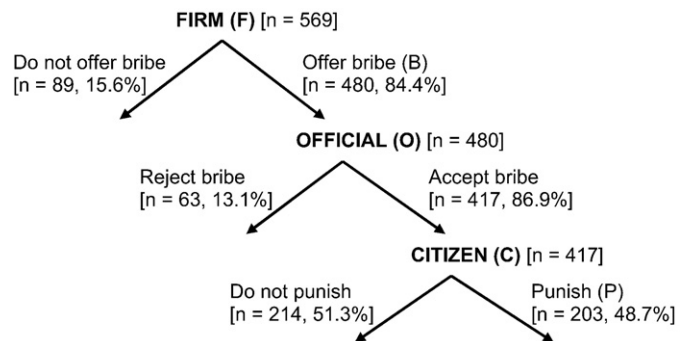 FIRM (F) [n = 569]
Do not offer bribe
[n = 89, 15.6%]
Offer bribe (B)
[n = 480, 84.4%]
OFFICIAL (O) [n = 480]
Reject bribe
[n = 63, 13.1%]
Accept bribe
[n = 417, 86.9%]
CITIZEN (C) [n = 417]
Do not punish
[n = 214, 51.3%]
Punish (P)
[n = 203, 48.7%]